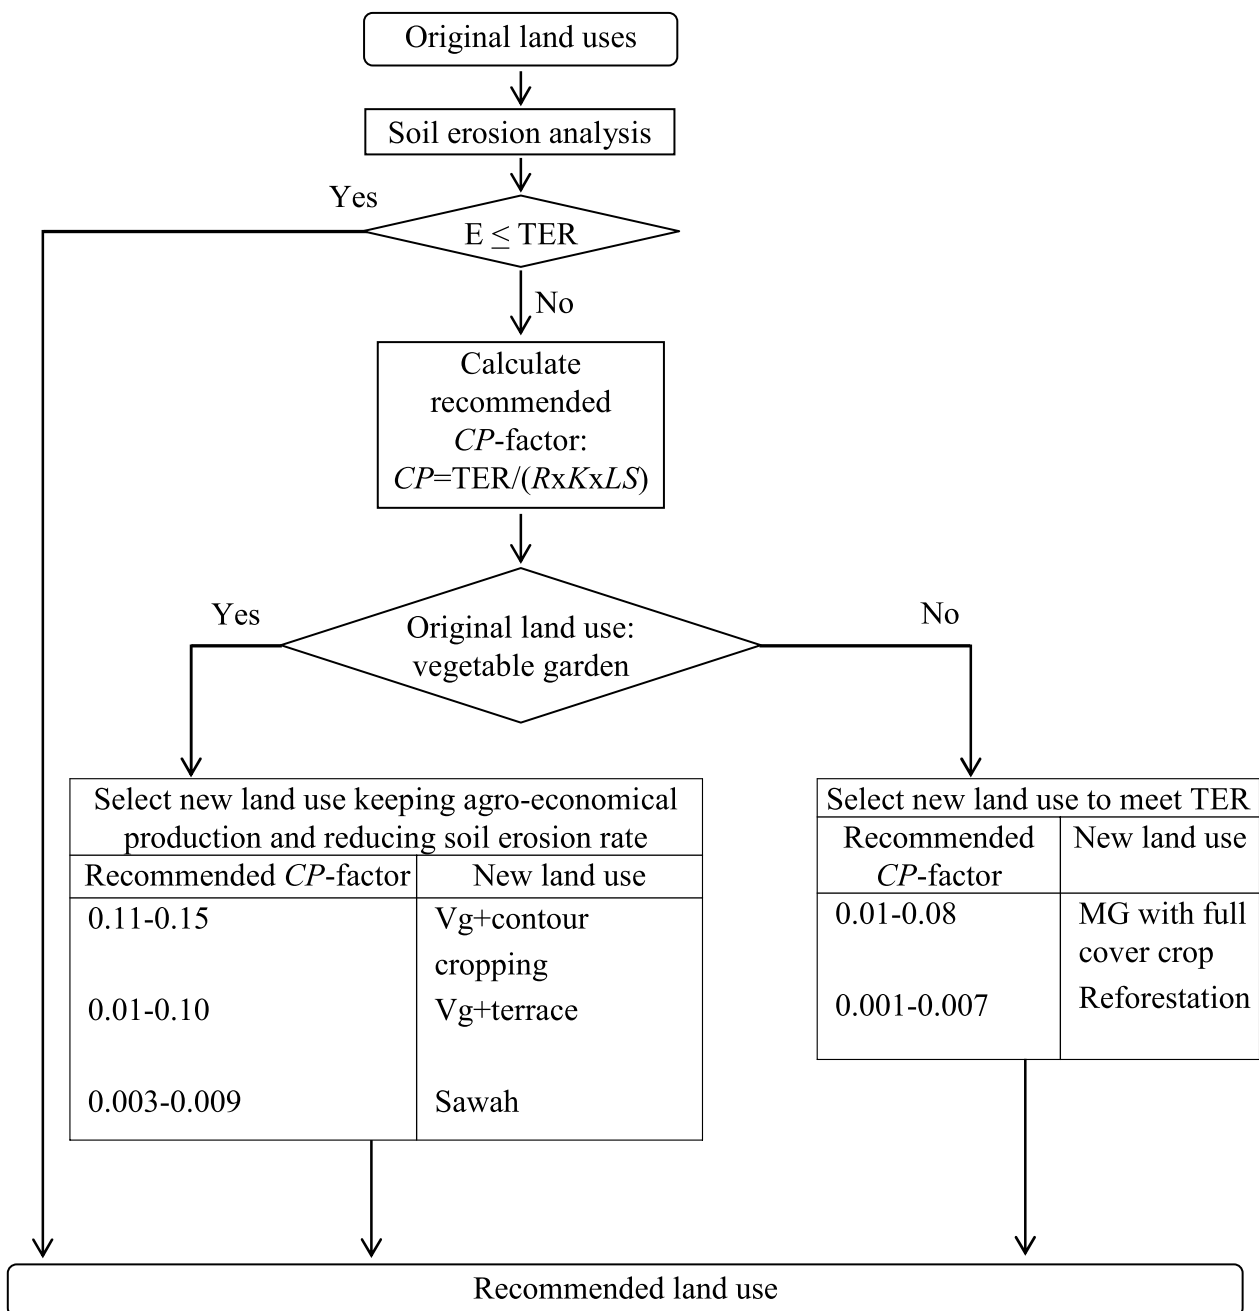 Original land uses
Soil erosion analysis
Yes
E ≤ TER
No
Calculate
recommended
CP-factor:
CP=TER/(RxKxLS)
Yes
Original land use:
vegetable garden
No
Select new land use keeping agro-economical
production and reducing soil erosion rate
Recommended CP-factor
New land use
0.11-0.15
Vg+contour
cropping
0.01-0.10
Vg+terrace
0.003-0.009
Sawah
Select new land use to meet TER
Recommended
CP-factor
New land use
0.01-0.08
MG with full
cover crop
0.001-0.007
Reforestation
Recommended land use